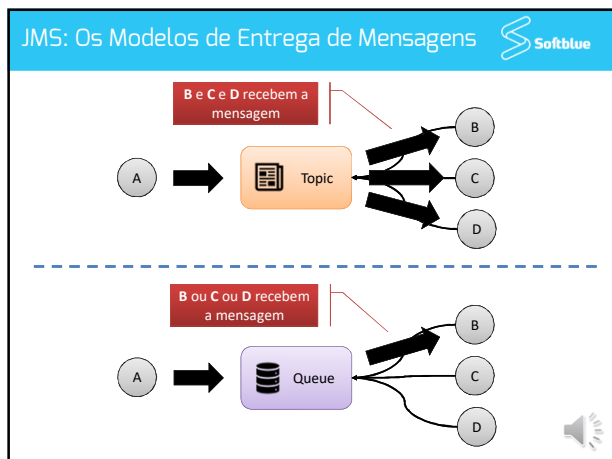 JMS: Os Modelos de Entrega de Mensagens
Softblue
B e C e D recebem a
mensagem
A
Topic
B
C
D
B ou C ou D recebem
a mensagem
A
Queue
B
C
D